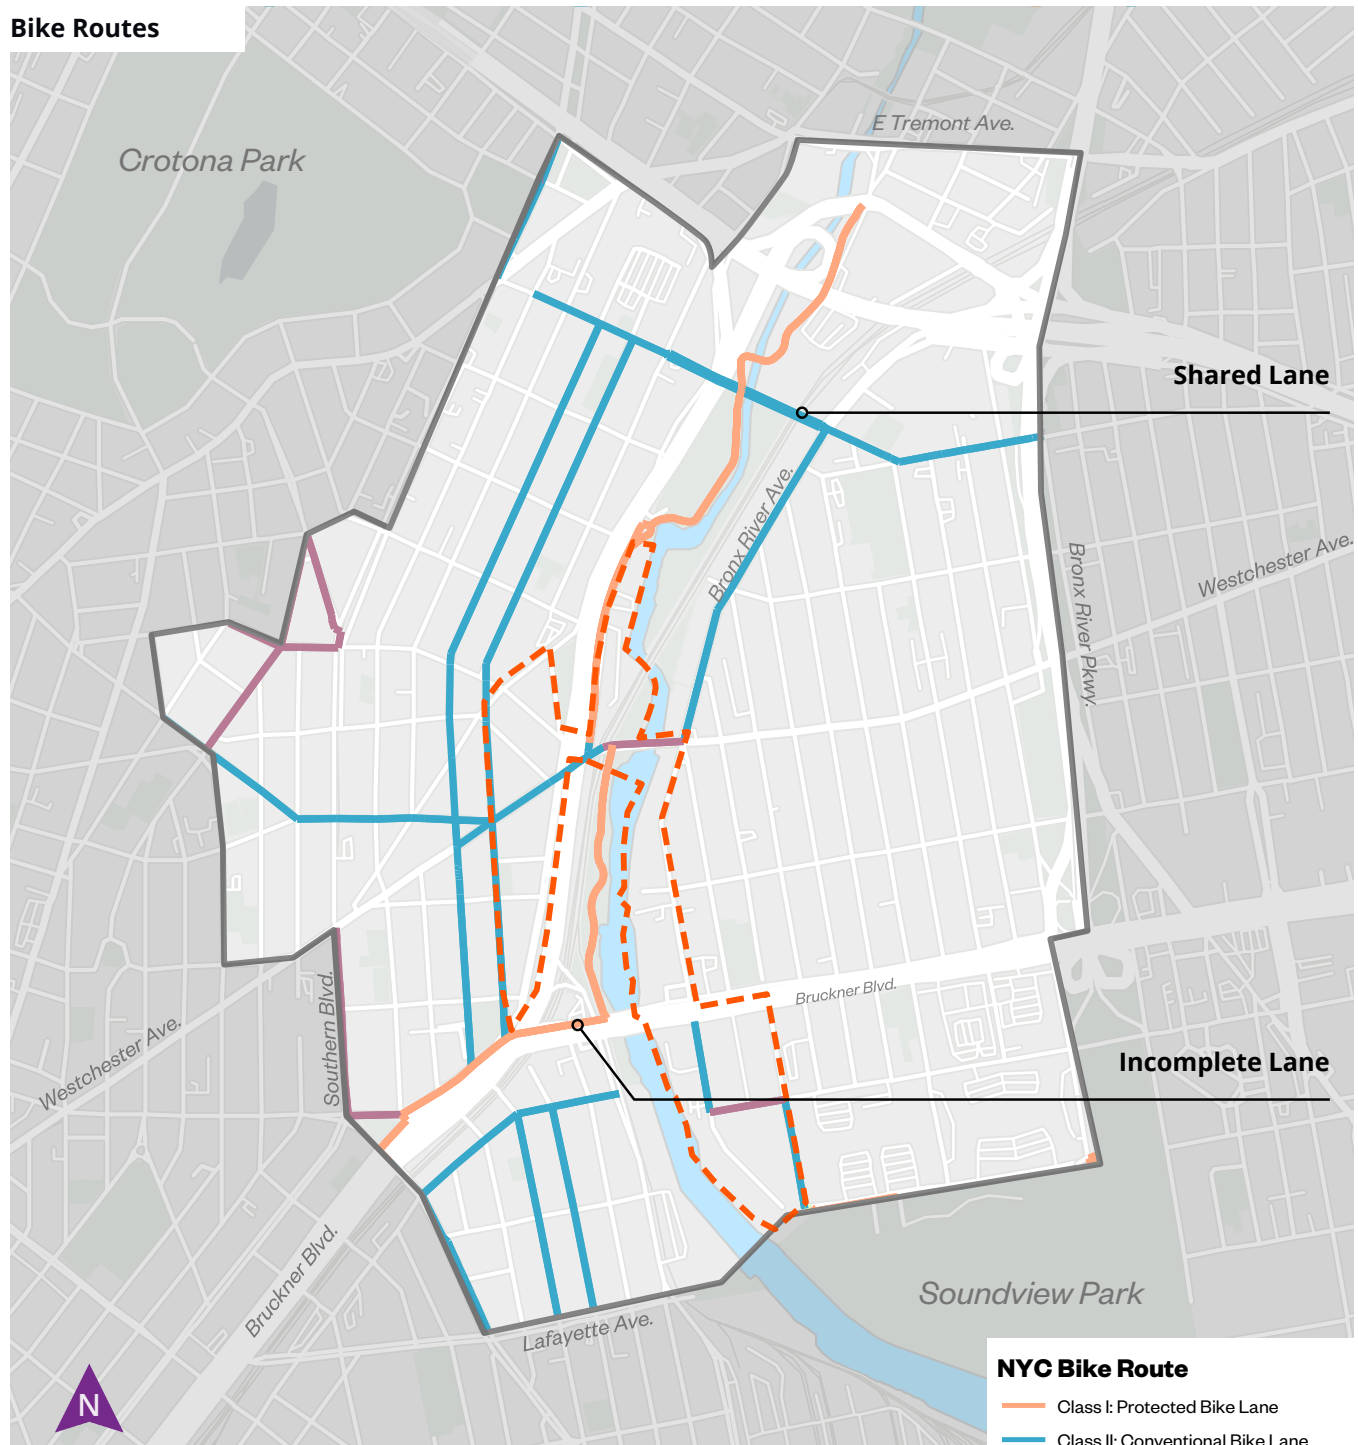 Bike Routes
E Tremont Ave.
Crotona Park
Shared Lane
Bronx River Ave.
Westchester Ave.
Bronx River Pkwy.
Bruckner Blvd.
Southern Blvd.
Westchester Ave.
Incomplete Lane
Bruckner Blvd.
Soundview Park
Lafayette Ave.
N
NYC Bike Route
Class I: Protected Bike Lane
Class II: Conventional Bike Lane